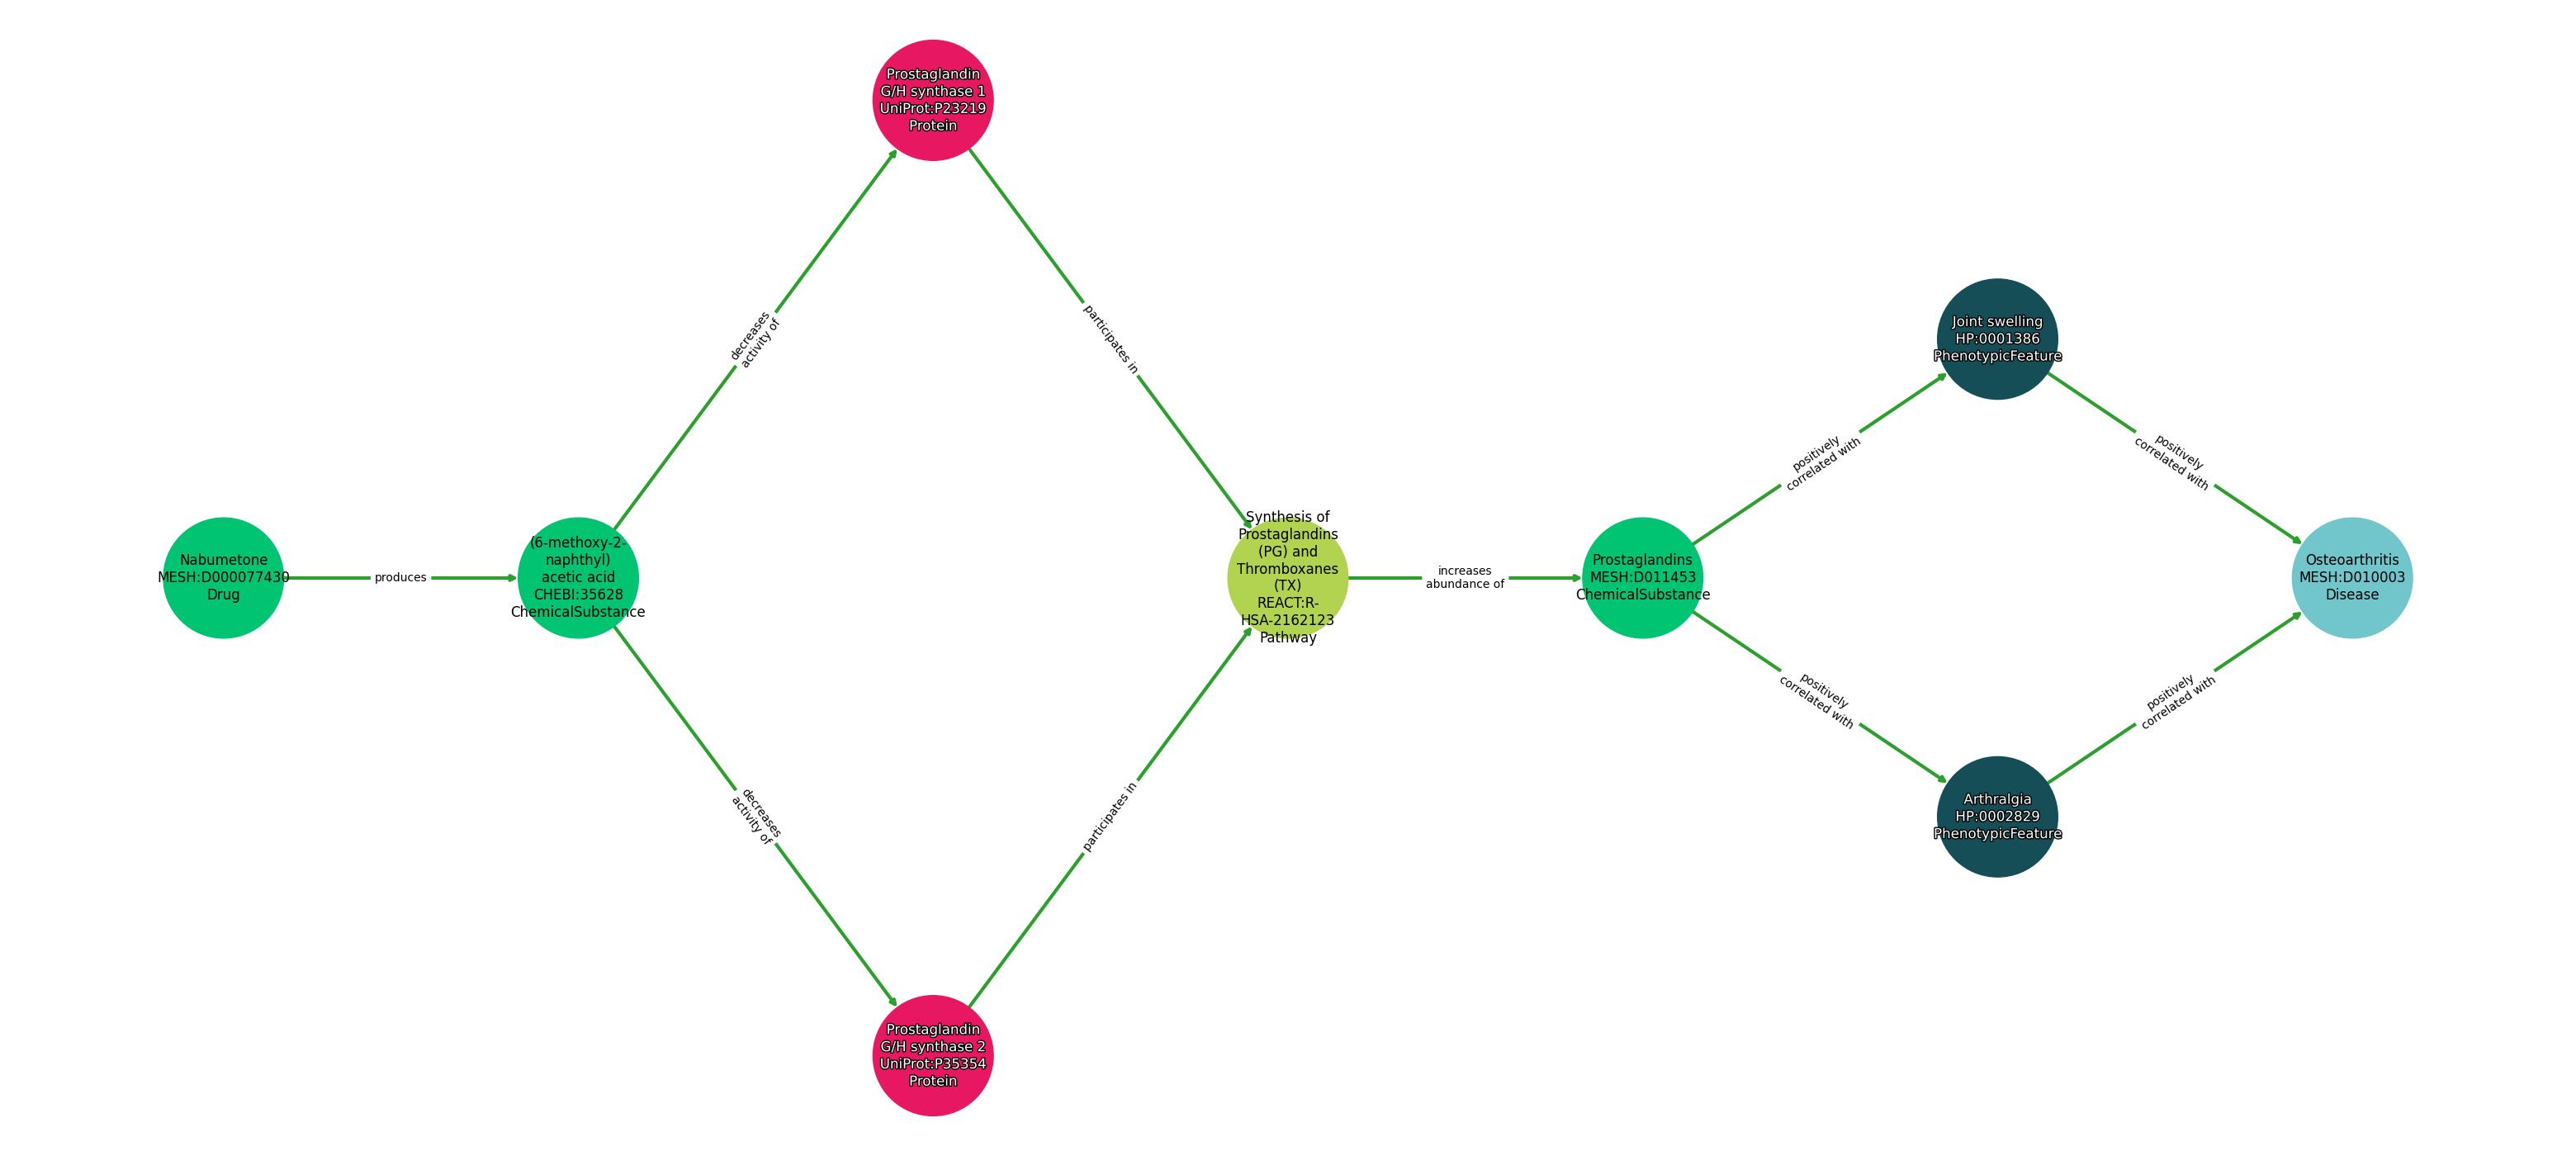 Nabumetone
MESH:D000077430
Drug
produces
(6-methoxy-2-
naphthyl)
acetic acid
CHEBI:35628
ChemicalSubstance
decreases
activity of
decreases
activity of
Prostaglandin
G/H synthase 1
UniProt:P23219
Protein
Prostaglandin
G/H synthase 2
UniProt:P35354
Protein
participates in
participates in
Synthesis of
Prostaglandins
(PG) and
Thromboxanes
(TX)
REACT:R-
HSA-2162123
Pathway
increases
abundance of
Prostaglandins
MESH:D011453
ChemicalSubstance
positively
correlated with
positively
correlated with
Joint swelling
HP:0001386
PhenotypicFeature
Arthralgia
HP:0002829
PhenotypicFeature
positively
correlated with
positively
correlated with
Osteoarthritis
MESH:D010003
Disease